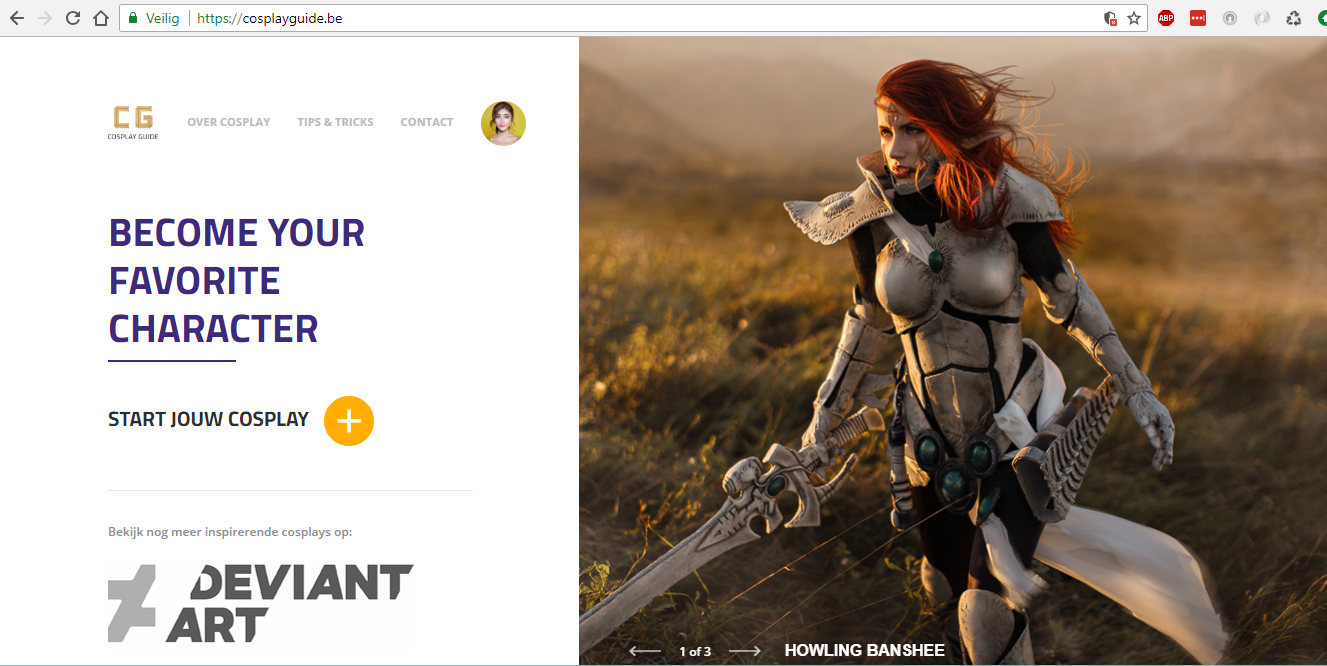 Veilig
https://cosplayguide.be
ABP
CG
COSPLAY GUIDE
OVER COSPLAY
TIPS & TRICKS
CONTACT
BECOME YOUR
FAVORITE
CHARACTER
START JOUW COSPLAY
Bekijk nog meer inspirerende cosplays op:
DEVIANT
ART
1 of 3
HOWLING BANSHEE